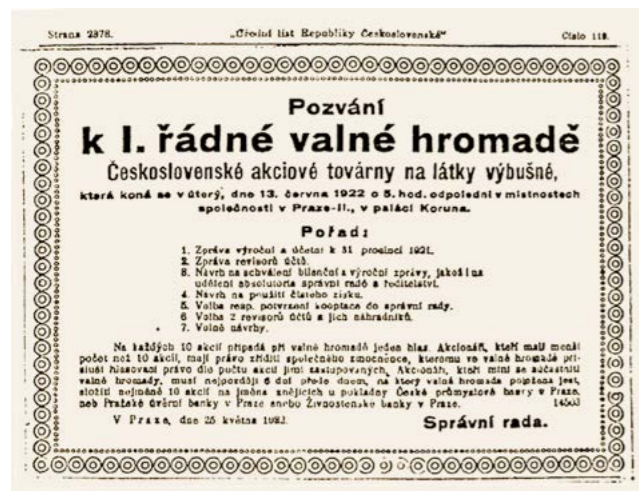 Strana 2378. „Úřední list Republiky Československé“ Číslo 118.
Pozvání
k I. řádné valné hromadě
Československé akciové továrny na látky výbušné,
která koná se v úterý, dne 13. června 1922 o 5. hod. odpolední v místnostech
společnosti v Praze-II., v paláci Koruna.
Pořad:
1. Zpráva výroční a účetní k 31 prosinci 1921.
2. Zpráva revisorů účtů.
3. Návrh na schválení bilanční a výroční zprávy, jakož i na
udělení absolutoria správní radě a ředitelství.
4. Návrh na použití čistého zisku.
5. Volba resp. potvrzení kooptace do správní rady.
6. Volba 2 revisorů účtů a jich náhradníků.
7. Volné návrhy.
Na každých 10 akcií připadá při valné hromadě jeden hlas. Akcionáři, kteří mají menší
počet než 10 akcií, mají právo zříditi společného zmocněnce, kterému ve valné hromadě pří-
sluší hlasovací právo dle počtu akcií jimi zastupovaných. Akcionáři, kteří míní se súčastniti
valné hromady, musí nejpozději 6 dní přede dnem, na který valná hromada položena jest,
složiti nejméně 10 akcií na jména znějících u pokladny České průmyslové banky v Praze,
neb Pražské úvěrní banky v Praze anebo Živnostenské banky v Praze. 14503
V Praze, dne 25 května 1922.
Správní rada.